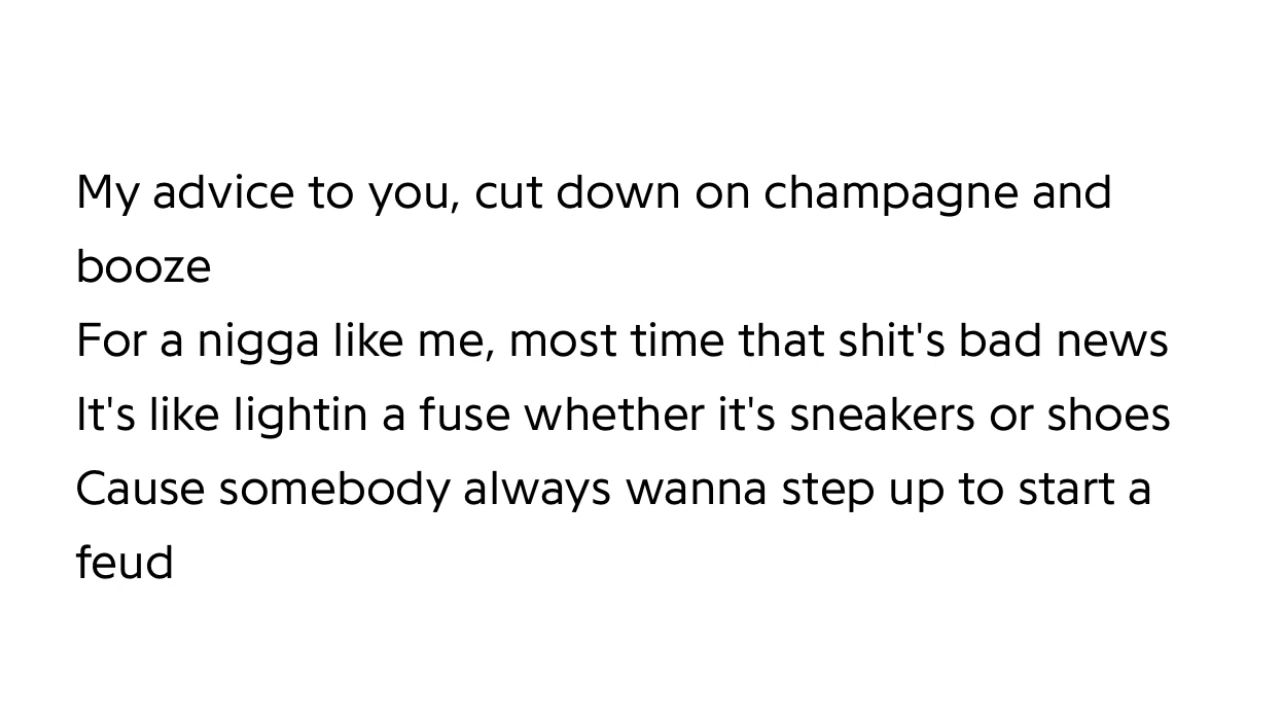 My advice to you, cut down on champagne and
booze
For a nigga like me, most time that shit's bad news
It's like lightin a fuse whether it's sneakers or shoes
Cause somebody always wanna step up to start a
feud